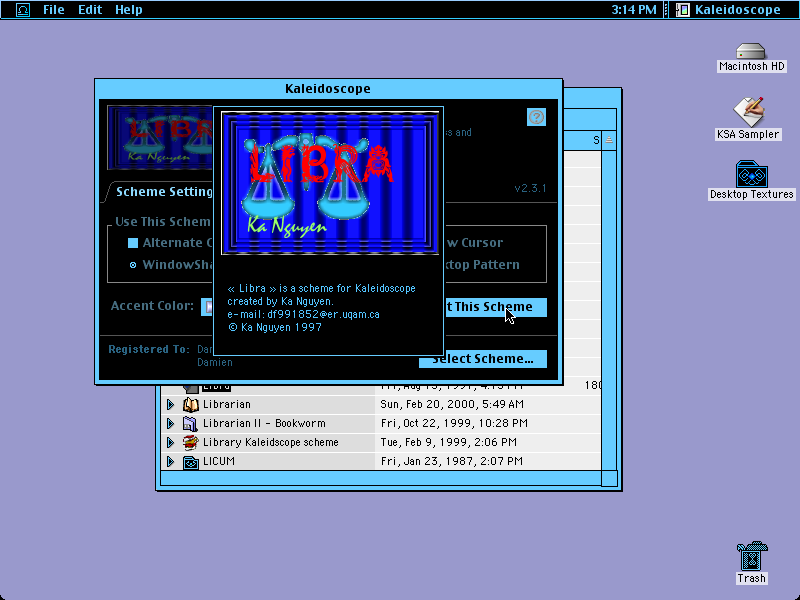 File Edit Help
3:14 PM Kaleidoscope
Macintosh HD
KSA Sampler
Desktop Textures
Trash
Kaleidoscope
LIBRA
Ka Nguyen
LIBRA
Ka Nguyen
« Libra » is a scheme for Kaleidoscope
created by Ka Nguyen.
e-mail: df991852@er.uqam.ca
© Ka Nguyen 1997
s and
v2.3.1
Scheme Setting
Use This Schem
Alternate C
w Cursor
WindowSha
ktop Pattern
Accent Color:
t This Scheme
Registered To: Da
Damien
Select Scheme...
S
Libra Fri, Aug 15, 1997, 4:15 PM 180
Librarian Sun, Feb 20, 2000, 5:49 AM
Librarian II - Bookworm Fri, Oct 22, 1999, 10:28 PM
Library Kaleidscope scheme Tue, Feb 9, 1999, 2:06 PM
LICUM Fri, Jan 23, 1987, 2:07 PM